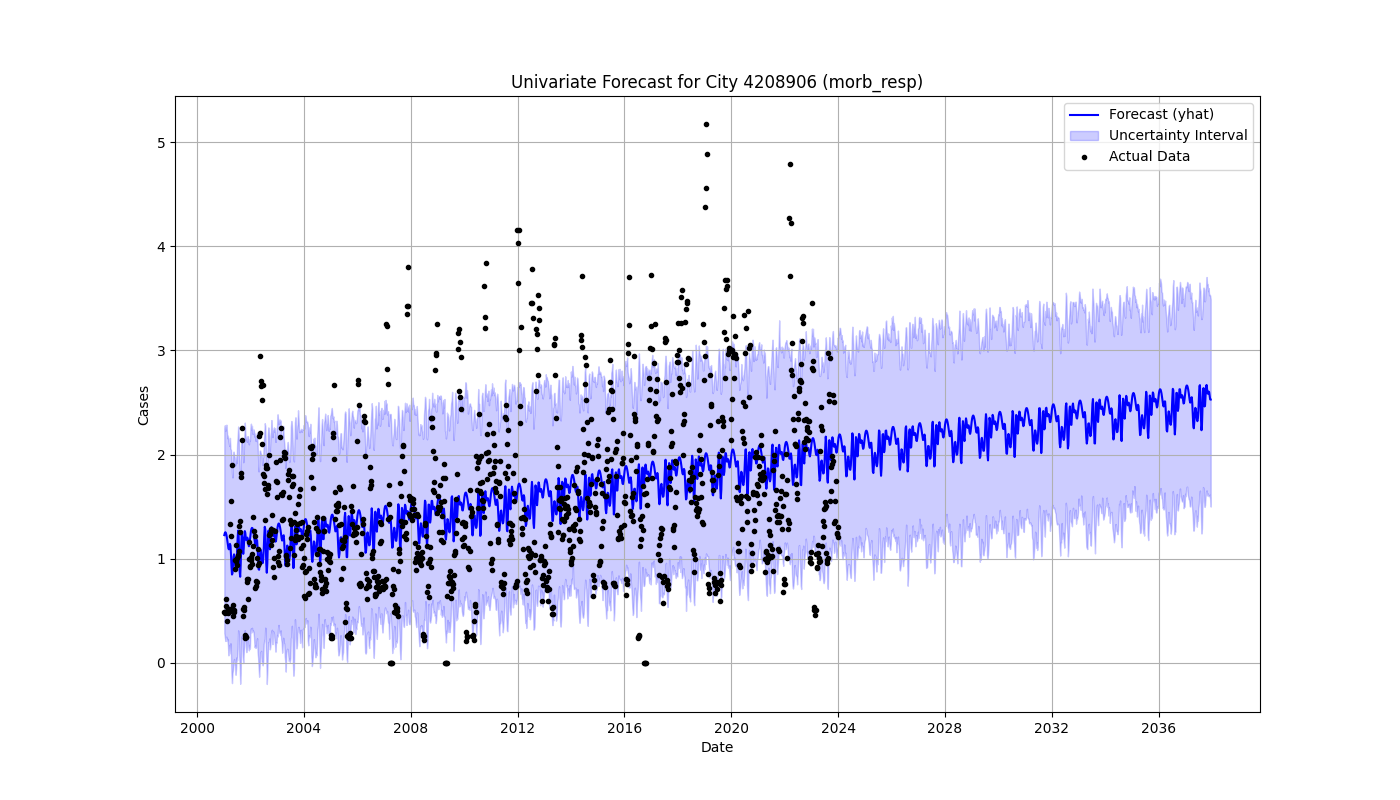 Univariate Forecast for City 4208906 (morb_resp)
Forecast (yhat)
Uncertainty Interval
Actual Data
5
4
3
2
1
0
Cases
2000 2004 2008 2012 2016 2020 2024 2028 2032 2036
Date